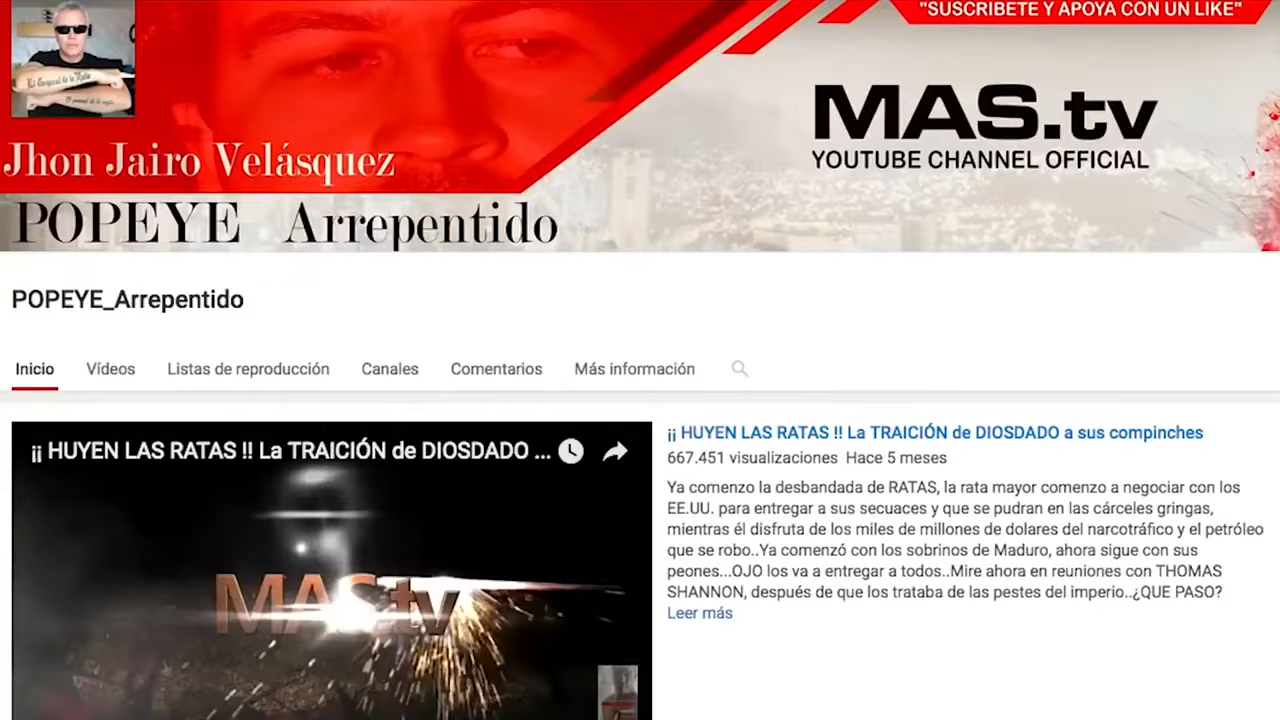 "SUSCRIBETE Y APOYA CON UN LIKE"
MAS.tv
YOUTUBE CHANNEL OFFICIAL
El General de la Mafia
Jhon Jairo Velásquez
POPEYE Arrepentido
POPEYE_Arrepentido
Inicio Vídeos Listas de reproducción Canales Comentarios Más información
¡¡ HUYEN LAS RATAS !! La TRAICIÓN de DIOSDADO ...
MAS.tv
¡¡ HUYEN LAS RATAS !! La TRAICIÓN de DIOSDADO a sus compinches
667.451 visualizaciones Hace 5 meses
Ya comenzo la desbandada de RATAS, la rata mayor comenzo a negociar con los
EE.UU. para entregar a sus secuaces y que se pudran en las cárceles gringas,
mientras él disfruta de los miles de millones de dolares del narcotráfico y el petróleo
que se robo..Ya comenzó con los sobrinos de Maduro, ahora sigue con sus
peones...OJO los va a entregar a todos..Mire ahora en reuniones con THOMAS
SHANNON, después de que los trataba de las pestes del imperio..¿QUE PASO?
Leer más